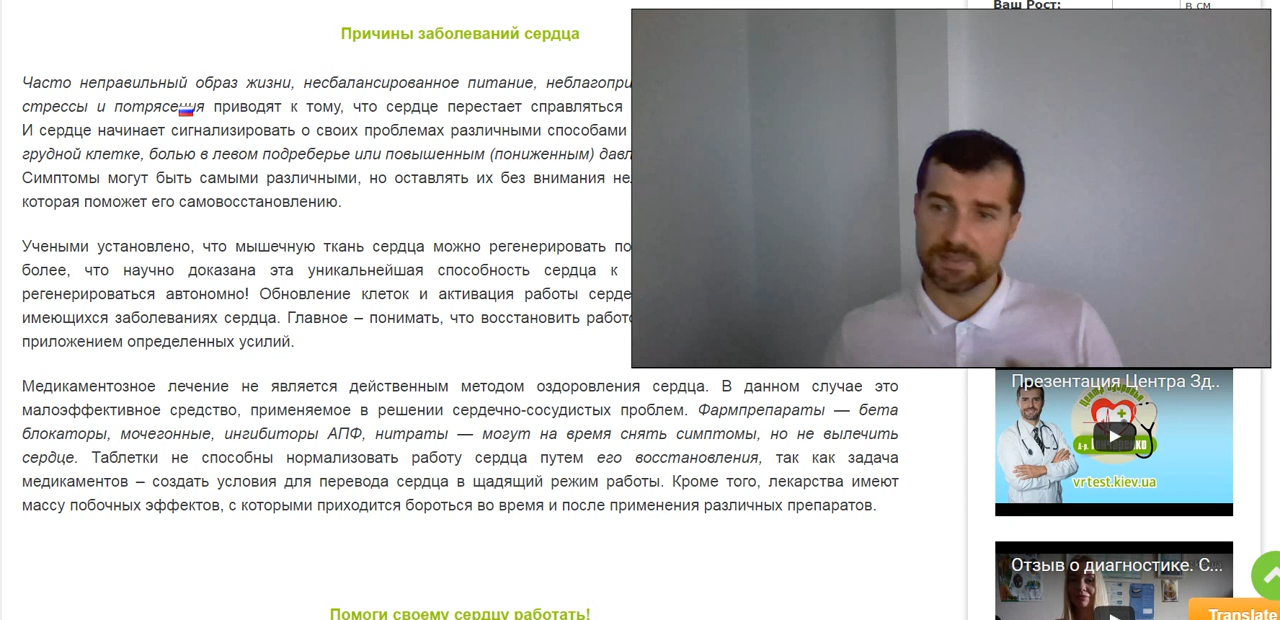 Причины заболеваний сердца
Часто неправильный образ жизни, несбалансированное питание,
стрессы и потрясения приводят к тому, что сердце перестает справляться
И сердце начинает сигнализировать о своих проблемах различными способами
грудной клетке, болью в левом подреберье или повышенным (пониженным)
Симптомы могут быть самыми различными, но оставлять их без внимания
которая поможет его самовосстановлению.
Учеными установлено, что мышечную ткань сердца можно регенерировать
более, что научно доказана эта уникальнейшая способность сердца к
регенерироваться автономно! Обновление клеток и активация работы
имеющихся заболеваниях сердца. Главное – понимать, что восстановить
приложением определенных усилий.
Медикаментозное лечение не является действенным методом оздоровления сердца. В данном случае это
малоэффективное средство, применяемое в решении сердечно-сосудистых проблем. Фармпрепараты — бета
блокаторы, мочегонные, ингибиторы АПФ, нитраты — могут на время снять симптомы, но не вылечить
сердце. Таблетки не способны нормализовать работу сердца путем его восстановления, так как задача
медикаментов – создать условия для перевода сердца в щадящий режим работы. Кроме того, лекарства имеют
массу побочных эффектов, с которыми приходится бороться во время и после применения различных препаратов.
Помоги своему сердцу работать!
Ваш Рост:
в см
Презентация Центра Зд..
Центр Здоровья
vrtest.kiev.ua
Отзыв о диагностике. С...
Translate